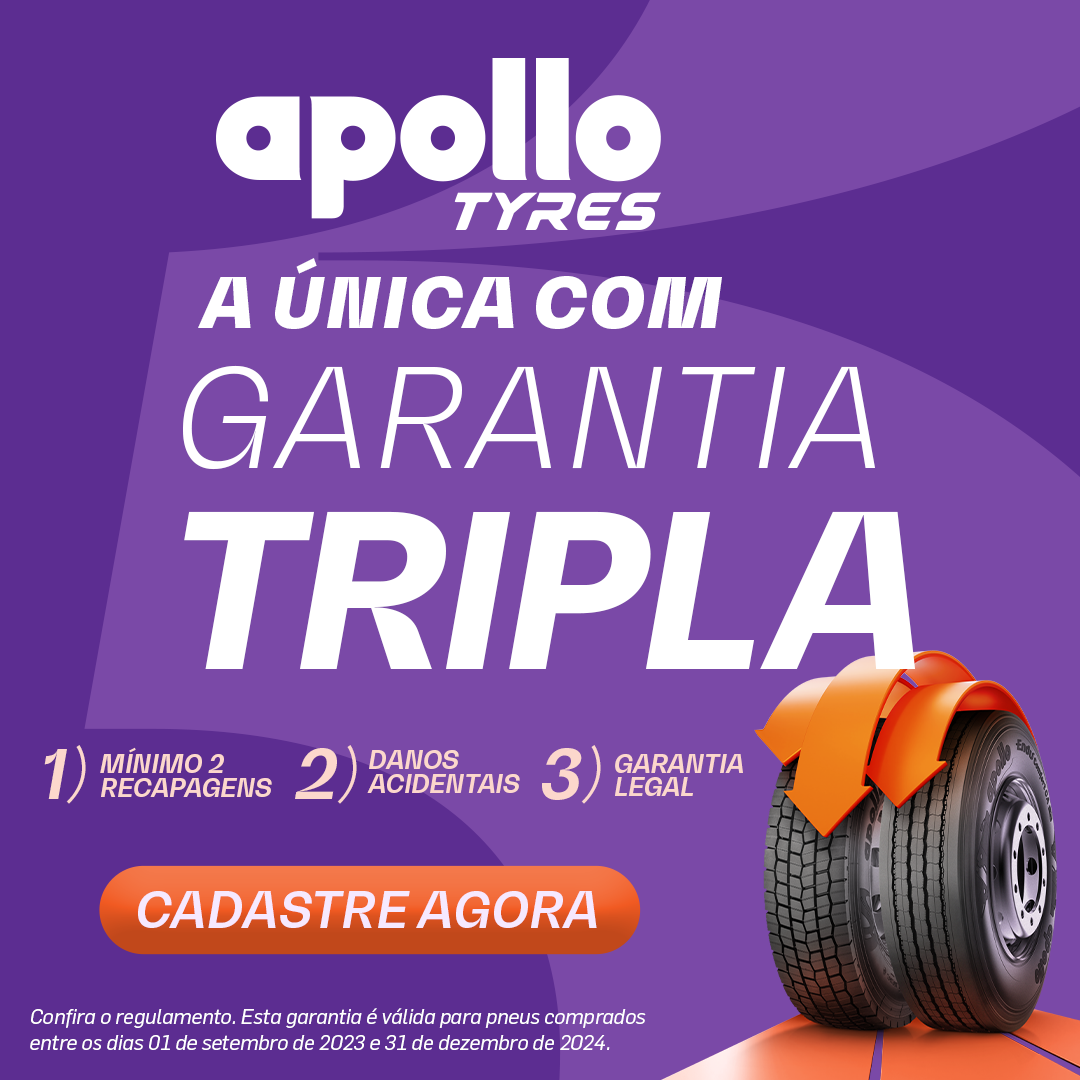 apollo
TYRES
A ÚNICA COM
GARANTIA
TRIPLA
1) MÍNIMO 2
RECAPAGENS
2) DANOS
ACIDENTAIS
3) GARANTIA
LEGAL
apollo
CADASTRE AGORA
Confira o regulamento. Esta garantia é válida para pneus comprados
entre os dias 01 de setembro de 2023 e 31 de dezembro de 2024.